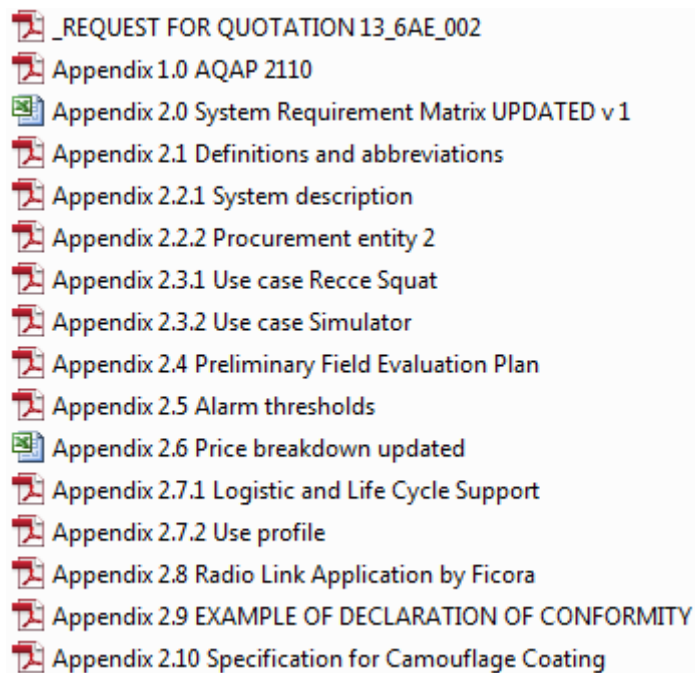 _REQUEST FOR QUOTATION 13_6AE_002
Appendix 1.0 AQAP 2110
Appendix 2.0 System Requirement Matrix UPDATED v 1
Appendix 2.1 Definitions and abbreviations
Appendix 2.2.1 System description
Appendix 2.2.2 Procurement entity 2
Appendix 2.3.1 Use case Recce Squat
Appendix 2.3.2 Use case Simulator
Appendix 2.4 Preliminary Field Evaluation Plan
Appendix 2.5 Alarm thresholds
Appendix 2.6 Price breakdown updated
Appendix 2.7.1 Logistic and Life Cycle Support
Appendix 2.7.2 Use profile
Appendix 2.8 Radio Link Application by Ficora
Appendix 2.9 EXAMPLE OF DECLARATION OF CONFORMITY
Appendix 2.10 Specification for Camouflage Coating